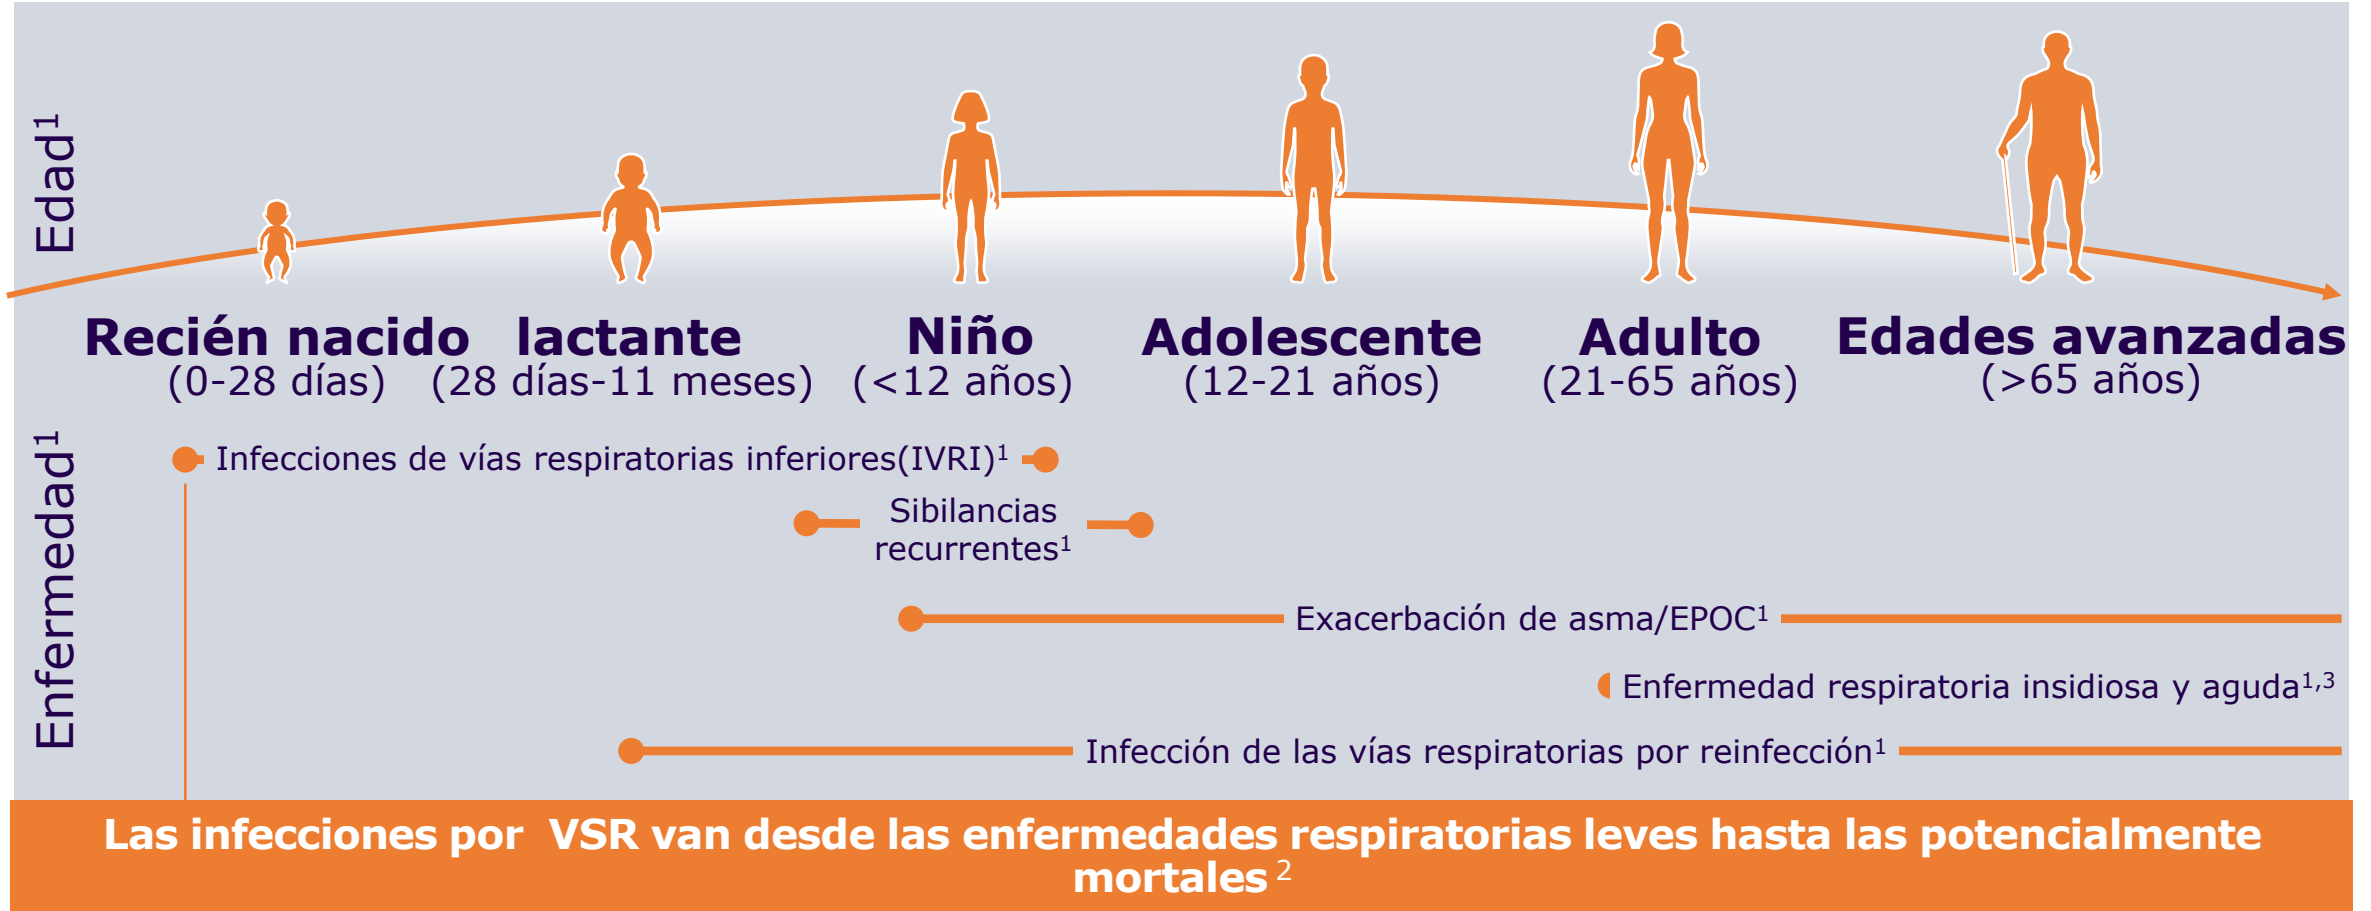 Edad¹
Recién nacido
(0-28 días)
lactante
(28 días-11 meses)
Niño
(<12 años)
Adolescente
(12-21 años)
Adulto
(21-65 años)
Edades avanzadas
(>65 años)
Enfermedad¹
Infecciones de vías respiratorias inferiores(IVRI)¹
Sibilancias
recurrentes¹
Exacerbación de asma/EPOC¹
Enfermedad respiratoria insidiosa y aguda¹,³
Infección de las vías respiratorias por reinfección¹
Las infecciones por VSR van desde las enfermedades respiratorias leves hasta las potencialmente
mortales ²